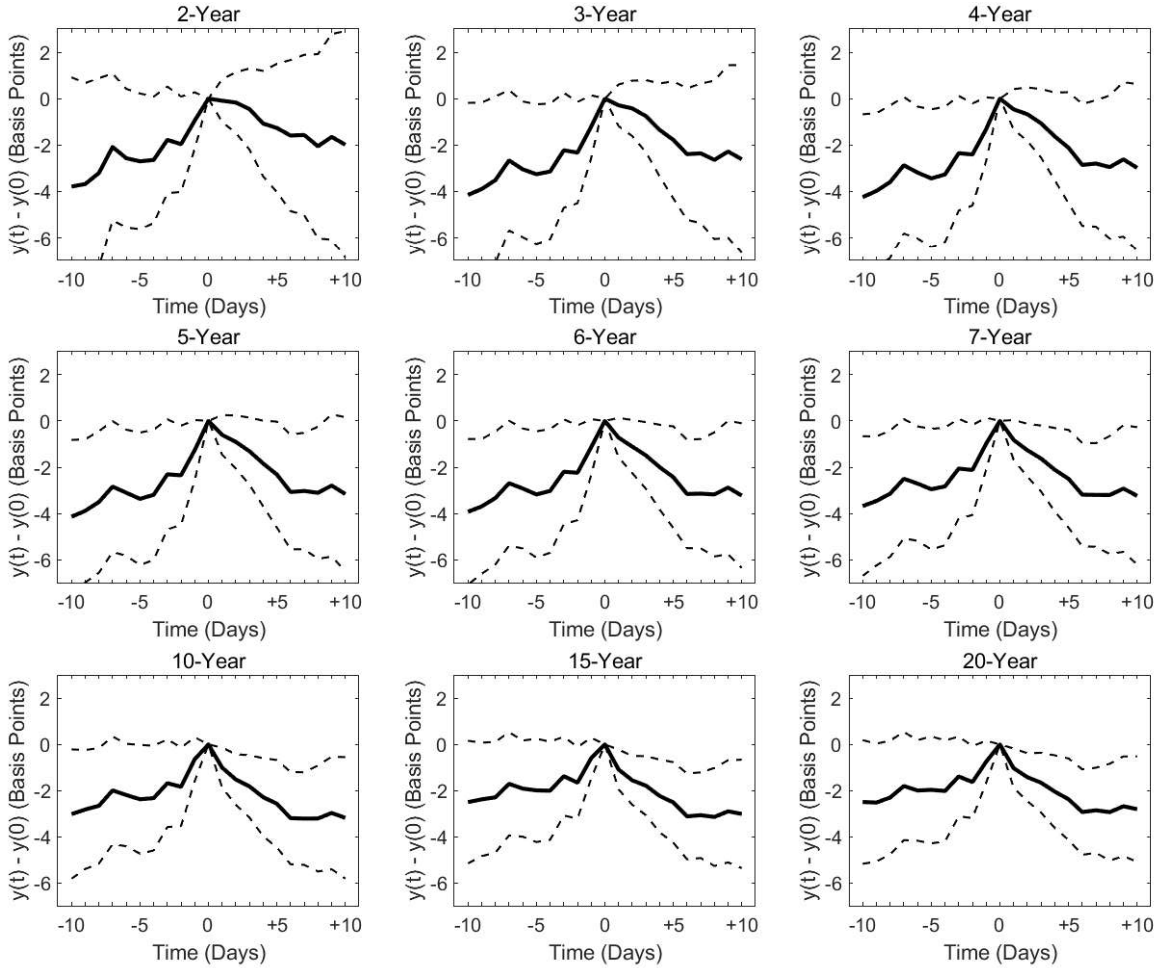 2-Year
y(t) - y(0) (Basis Points)
2
0
-2
-4
-6
-10 -5 0 +5 +10
Time (Days)
3-Year
y(t) - y(0) (Basis Points)
2
0
-2
-4
-6
-10 -5 0 +5 +10
Time (Days)
4-Year
y(t) - y(0) (Basis Points)
2
0
-2
-4
-6
-10 -5 0 +5 +10
Time (Days)
5-Year
y(t) - y(0) (Basis Points)
2
0
-2
-4
-6
-10 -5 0 +5 +10
Time (Days)
6-Year
y(t) - y(0) (Basis Points)
2
0
-2
-4
-6
-10 -5 0 +5 +10
Time (Days)
7-Year
y(t) - y(0) (Basis Points)
2
0
-2
-4
-6
-10 -5 0 +5 +10
Time (Days)
10-Year
y(t) - y(0) (Basis Points)
2
0
-2
-4
-6
-10 -5 0 +5 +10
Time (Days)
15-Year
y(t) - y(0) (Basis Points)
2
0
-2
-4
-6
-10 -5 0 +5 +10
Time (Days)
20-Year
y(t) - y(0) (Basis Points)
2
0
-2
-4
-6
-10 -5 0 +5 +10
Time (Days)